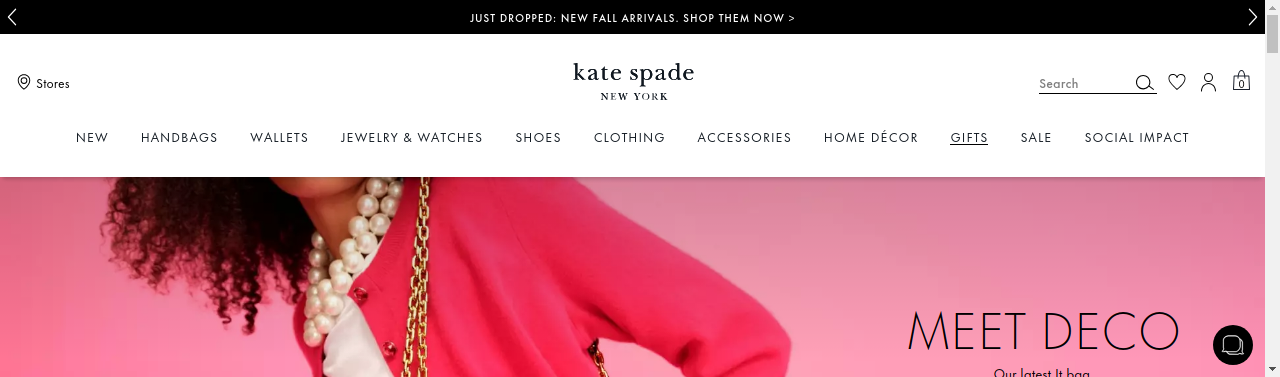 JUST DROPPED: NEW FALL ARRIVALS. SHOP THEM NOW >
Stores
kate spade
NEW YORK
Search
0
NEW HANDBAGS WALLETS JEWELRY & WATCHES SHOES CLOTHING ACCESSORIES HOME DÉCOR GIFTS SALE SOCIAL IMPACT
MEET DECO
Our latest It bag